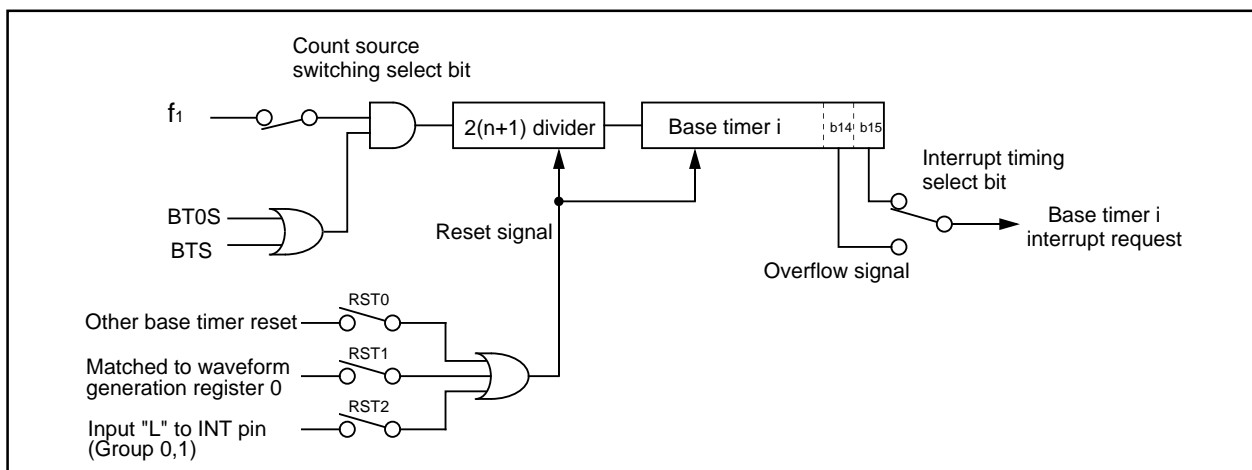 Count source
switching select bit
f1
2(n+1) divider
Base timer i
b14
b15
Interrupt timing
select bit
BT0S
BTS
Reset signal
Base timer i
interrupt request
Overflow signal
RST0
Other base timer reset
RST1
Matched to waveform
generation register 0
RST2
Input "L" to INT pin
(Group 0,1)